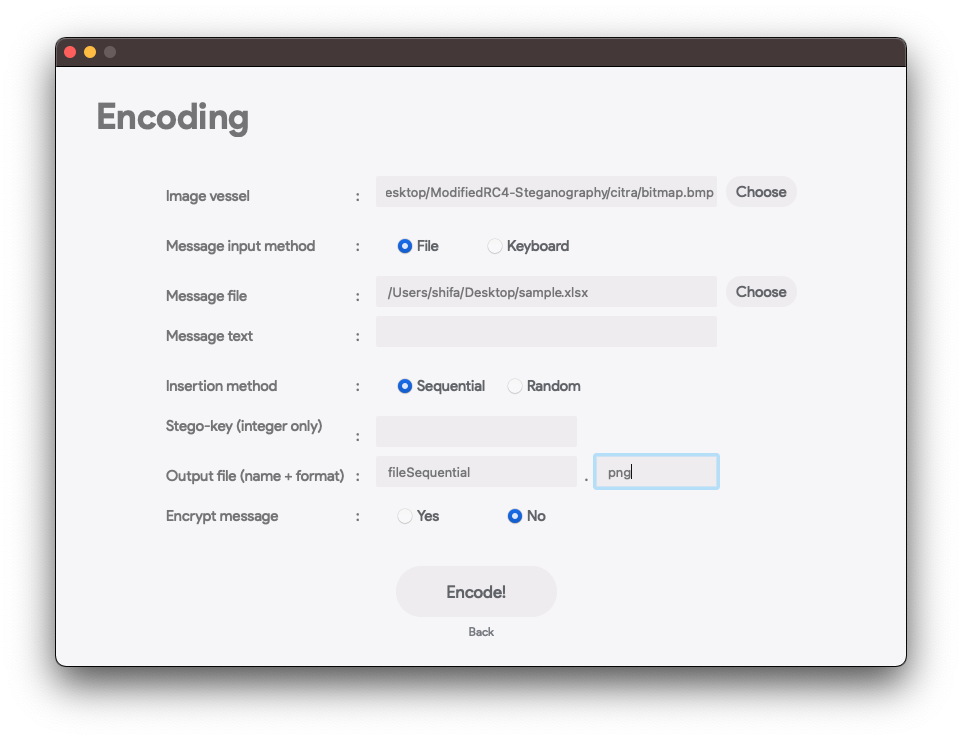 Encoding
Image vessel : esktop/ModifiedRC4-Steganography/citra/bitmap.bmp Choose
Message input method : File Keyboard
Message file : /Users/shifa/Desktop/sample.xlsx Choose
Message text :
Insertion method : Sequential Random
Stego-key (integer only) :
Output file (name + format) : fileSequential . png
Encrypt message : Yes No
Encode!
Back